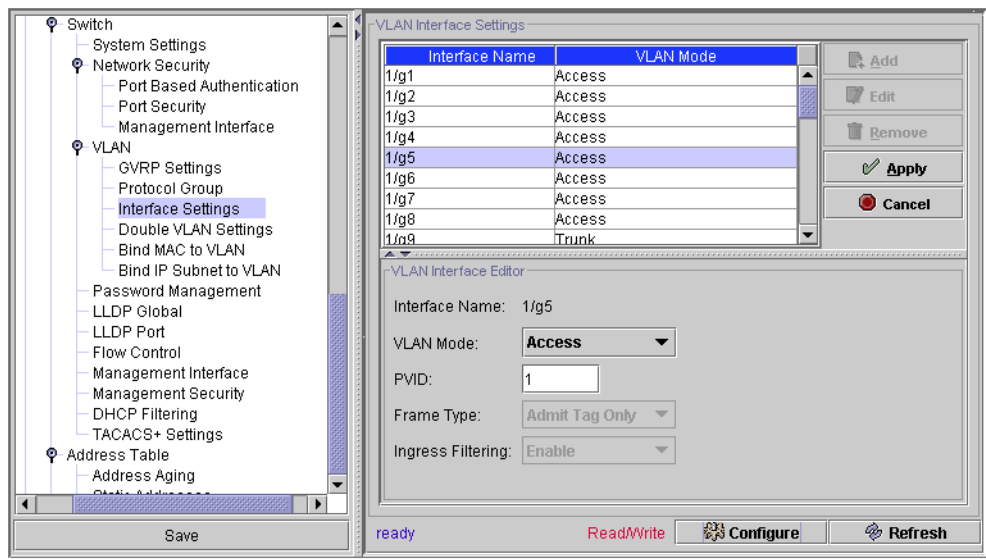 Switch
System Settings
Network Security
Port Based Authentication
Port Security
Management Interface
VLAN
GVRP Settings
Protocol Group
Interface Settings
Double VLAN Settings
Bind MAC to VLAN
Bind IP Subnet to VLAN
Password Management
LLDP Global
LLDP Port
Flow Control
Management Interface
Management Security
DHCP Filtering
TACACS+ Settings
Address Table
Address Aging
Static Addresses
Save
VLAN Interface Settings
Interface Name VLAN Mode
1/g1 Access
1/g2 Access
1/g3 Access
1/g4 Access
1/g5 Access
1/g6 Access
1/g7 Access
1/g8 Access
1/g9 Trunk
Add
Edit
Remove
Apply
Cancel
VLAN Interface Editor
Interface Name: 1/g5
VLAN Mode: Access
PVID: 1
Frame Type: Admit Tag Only
Ingress Filtering: Enable
ready Read/Write Configure Refresh